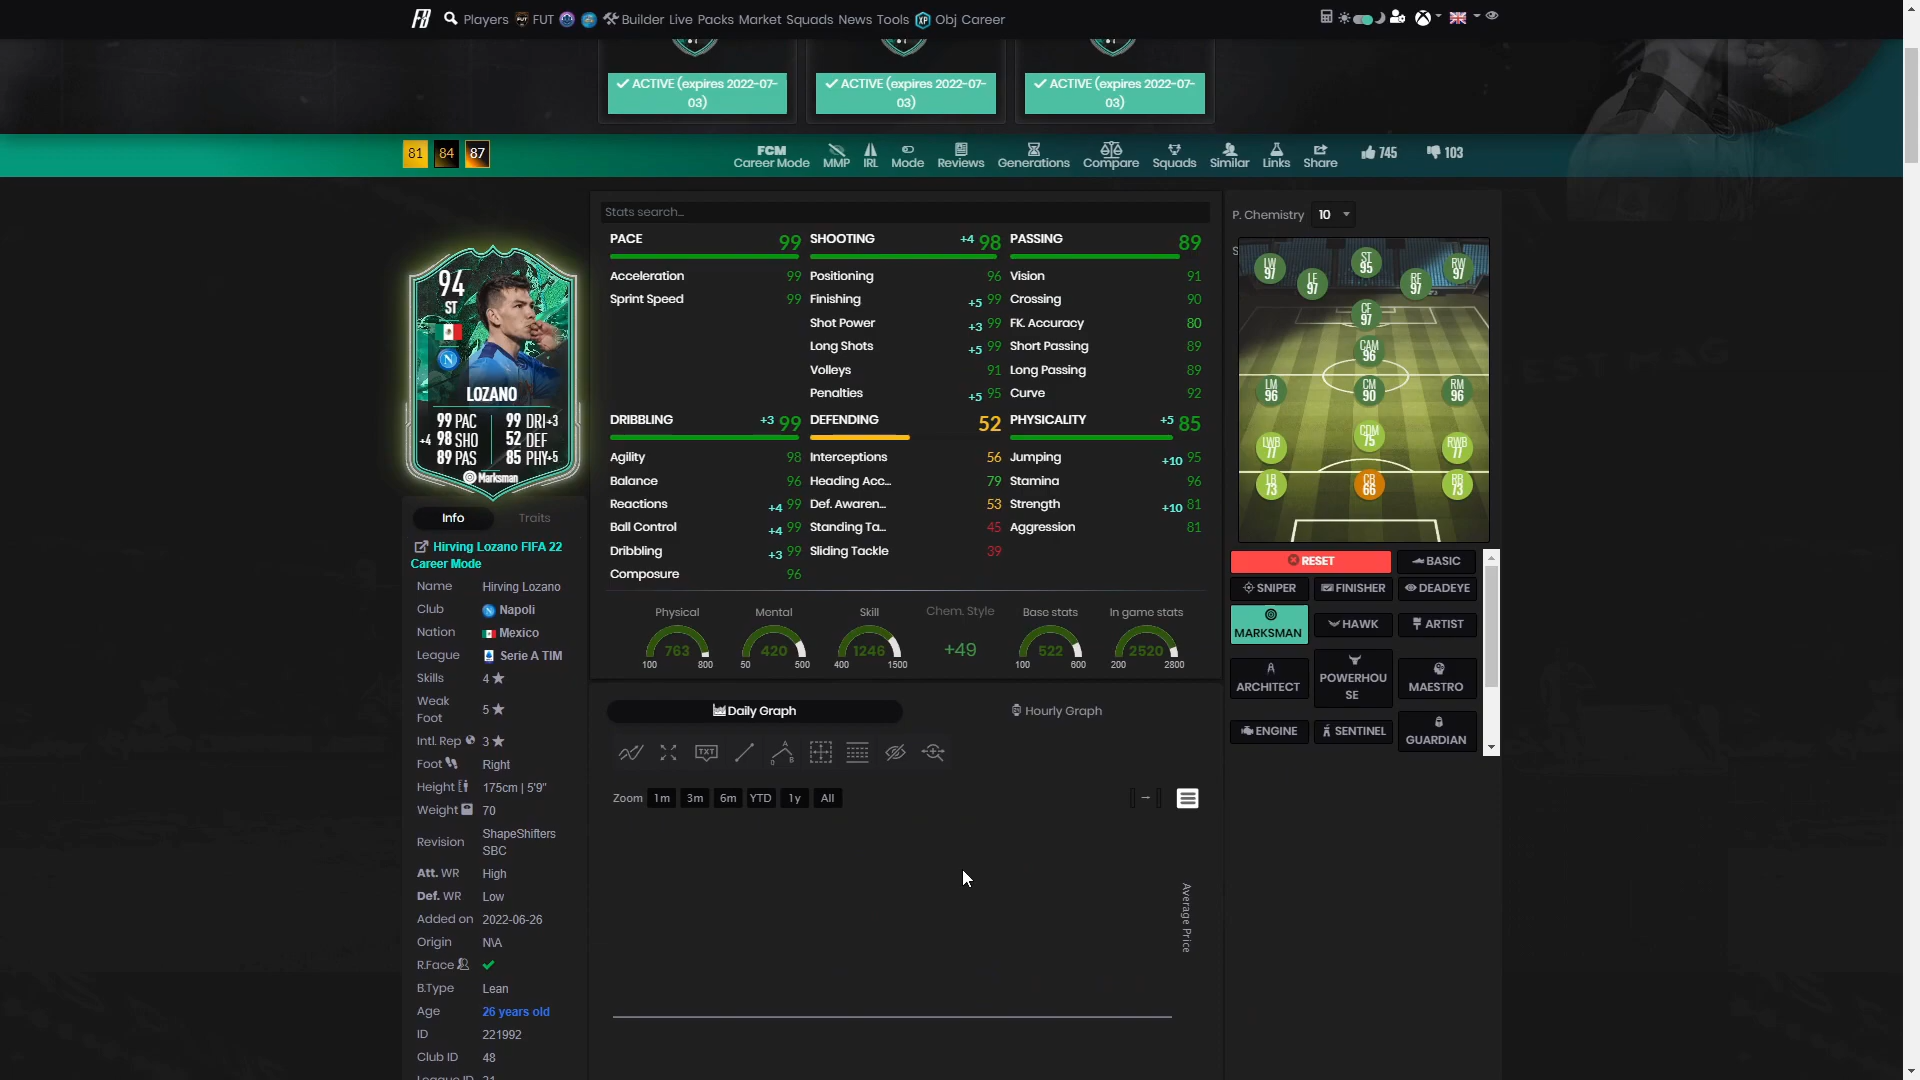 FB Players FUT Builder Live Packs Market Squads News Tools XP Obj Career
ACTIVE (expires 2022-07-03)
ACTIVE (expires 2022-07-03)
ACTIVE (expires 2022-07-03)
81 84 87
FCM Career Mode MMP IRL Mode Reviews Generations Compare Squads Similar Links Share 745 103
94
ST
N
LOZANO
99 PAC 99 DRI+3
+4 98 SHO 52 DEF
89 PAS 85 PHY+5
Marksman
Info Traits
Hirving Lozano FIFA 22
Career Mode
Name Hirving Lozano
Club Napoli
Nation Mexico
League Serie A TIM
Skills 4
Weak Foot 5
Intl. Rep 3
Foot Right
Height 175cm | 5'9"
Weight 70
Revision ShapeShifters SBC
Att. WR High
Def. WR Low
Added on 2022-06-26
Origin N\A
R.Face
B.Type Lean
Age 26 years old
ID 221992
Club ID 48
Stats search...
PACE 99 SHOOTING +4 98 PASSING 89
Acceleration 99 Positioning 96 Vision 91
Sprint Speed 99 Finishing +5 99 Crossing 90
Shot Power +3 99 FK. Accuracy 80
Long Shots +5 99 Short Passing 89
Volleys 91 Long Passing 89
Penalties +5 95 Curve 92
DRIBBLING +3 99 DEFENDING 52 PHYSICALITY +5 85
Agility 98 Interceptions 56 Jumping +10 95
Balance 96 Heading Acc... 79 Stamina 96
Reactions +4 99 Def. Awaren... 53 Strength +10 81
Ball Control +4 99 Standing Ta... 45 Aggression 81
Dribbling +3 99 Sliding Tackle 39
Composure 96
Physical Mental Skill Chem. Style Base stats In game stats
763 420 1246 +49 522 2520
100 800 50 500 400 1500 100 600 200 2800
Daily Graph Hourly Graph
TXT
Zoom 1m 3m 6m YTD 1y All →
Average Price
P. Chemistry 10
S
LW 97 LF 97 ST 95 RF 97 RW 97
CF 97
CAM 96
LM 96 CM 90 RM 96
LWB 77 CDM 75 RWB 77
LB 73 CB 66 RB 73
RESET BASIC
SNIPER FINISHER DEADEYE
MARKSMAN HAWK ARTIST
ARCHITECT POWERHOUSE MAESTRO
ENGINE SENTINEL GUARDIAN